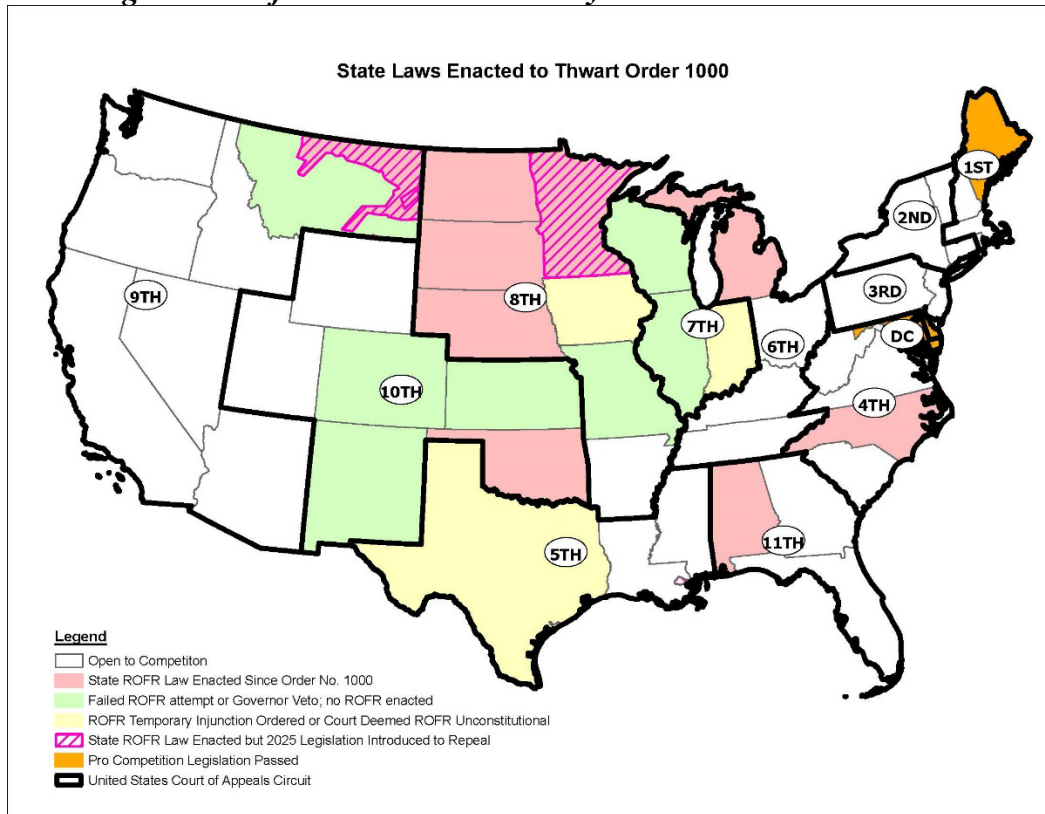 State Laws Enacted to Thwart Order 1000
1ST
2ND
3RD
9TH
8TH
7TH
6TH
DC
10TH
4TH
5TH
11TH
Legend
Open to Competiton
State ROFR Law Enacted Since Order No. 1000
Failed ROFR attempt or Governor Veto; no ROFR enacted
ROFR Temporary Injunction Ordered or Court Deemed ROFR Unconstitutional
State ROFR Law Enacted but 2025 Legislation Introduced to Repeal
Pro Competition Legislation Passed
United States Court of Appeals Circuit